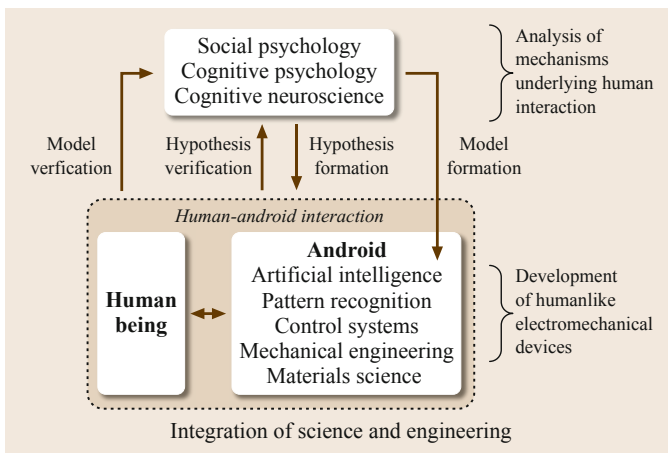 Social psychology
Cognitive psychology
Cognitive neuroscience
Analysis of
mechanisms
underlying human
interaction
Model
verfication
Hypothesis
verification
Hypothesis
formation
Model
formation
Human-android interaction
Human
being
Android
Artificial intelligence
Pattern recognition
Control systems
Mechanical engineering
Materials science
Development
of humanlike
electromechanical
devices
Integration of science and engineering